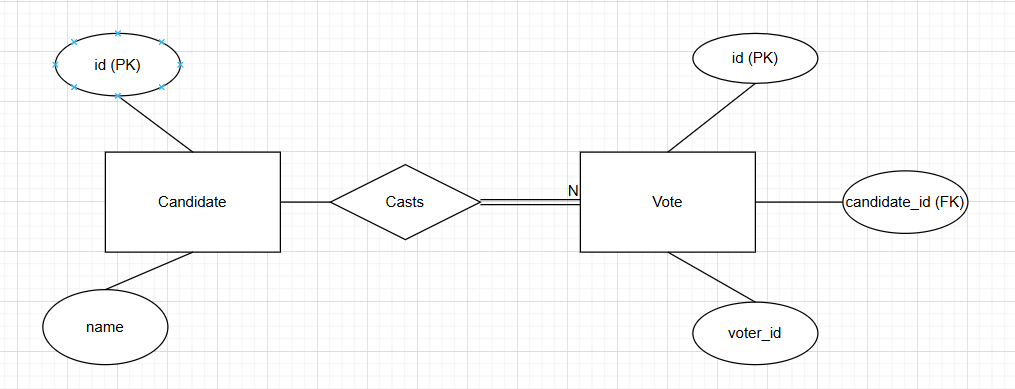 id (PK)
id (PK)
Candidate
Casts
N
Vote
candidate_id (FK)
name
voter_id